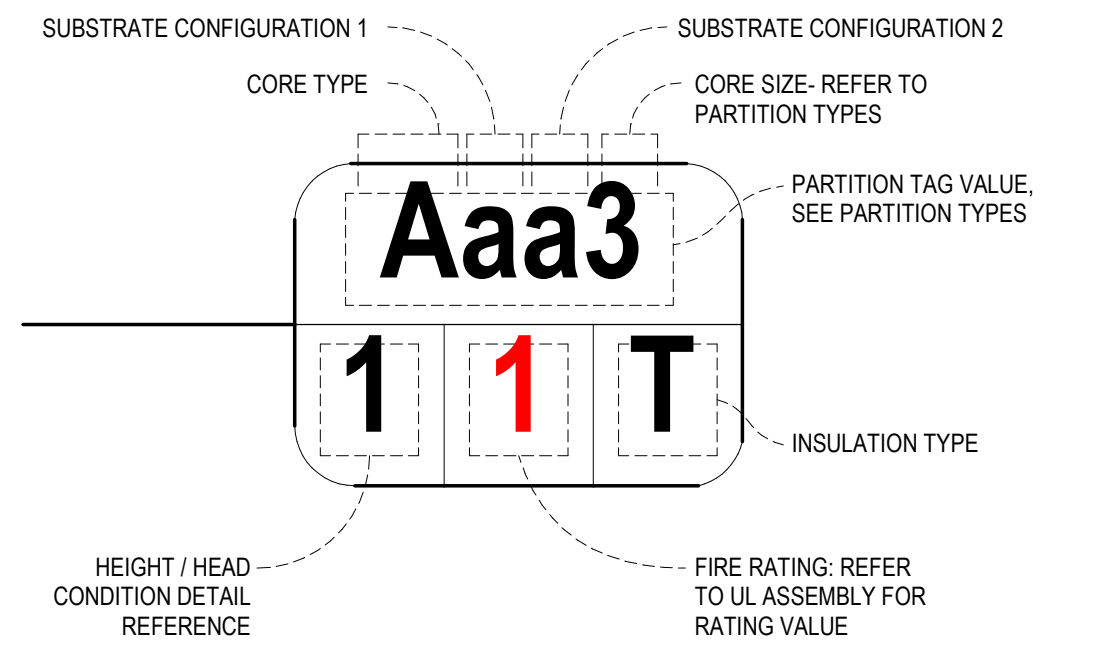 SUBSTRATE CONFIGURATION 1
SUBSTRATE CONFIGURATION 2
CORE TYPE
CORE SIZE- REFER TO
PARTITION TYPES
Aaa3
PARTITION TAG VALUE,
SEE PARTITION TYPES
1 1 T
INSULATION TYPE
HEIGHT / HEAD
CONDITION DETAIL
REFERENCE
FIRE RATING: REFER
TO UL ASSEMBLY FOR
RATING VALUE